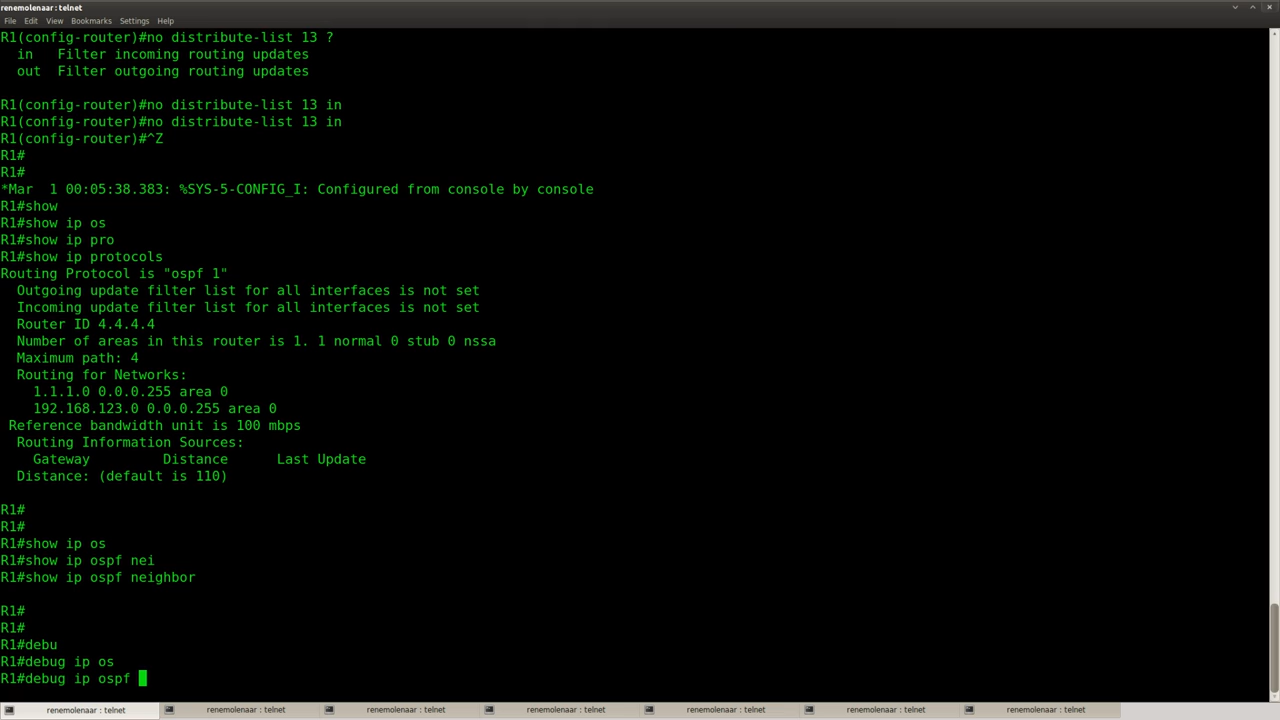 renemolenaar : telnet
File Edit View Bookmarks Settings Help
R1(config-router)#no distribute-list 13 ?
  in   Filter incoming routing updates
  out  Filter outgoing routing updates
R1(config-router)#no distribute-list 13 in
R1(config-router)#no distribute-list 13 in
R1(config-router)#^Z
R1#
R1#
*Mar  1 00:05:38.383: %SYS-5-CONFIG_I: Configured from console by console
R1#show
R1#show ip os
R1#show ip pro
R1#show ip protocols
Routing Protocol is "ospf 1"
  Outgoing update filter list for all interfaces is not set
  Incoming update filter list for all interfaces is not set
  Router ID 4.4.4.4
  Number of areas in this router is 1. 1 normal 0 stub 0 nssa
  Maximum path: 4
  Routing for Networks:
    1.1.1.0 0.0.0.255 area 0
    192.168.123.0 0.0.0.255 area 0
 Reference bandwidth unit is 100 mbps
  Routing Information Sources:
    Gateway         Distance      Last Update
  Distance: (default is 110)
R1#
R1#
R1#show ip os
R1#show ip ospf nei
R1#show ip ospf neighbor
R1#
R1#
R1#debu
R1#debug ip os
R1#debug ip ospf
renemolenaar : telnet renemolenaar : telnet renemolenaar : telnet renemolenaar : telnet renemolenaar : telnet renemolenaar : telnet renemolenaar : telnet